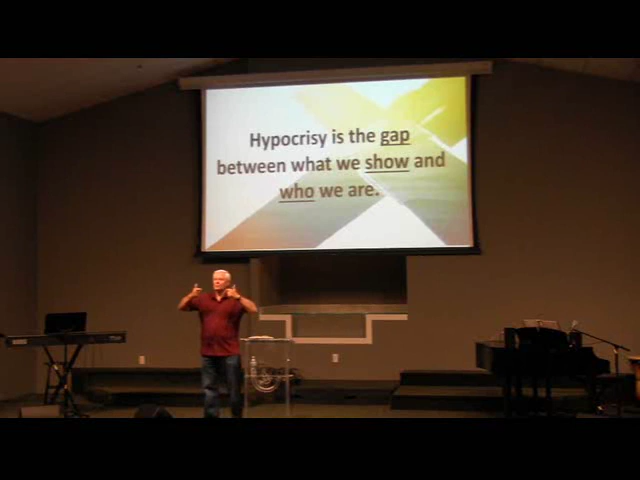 Hypocrisy is the gap
between what we show and
who we are.